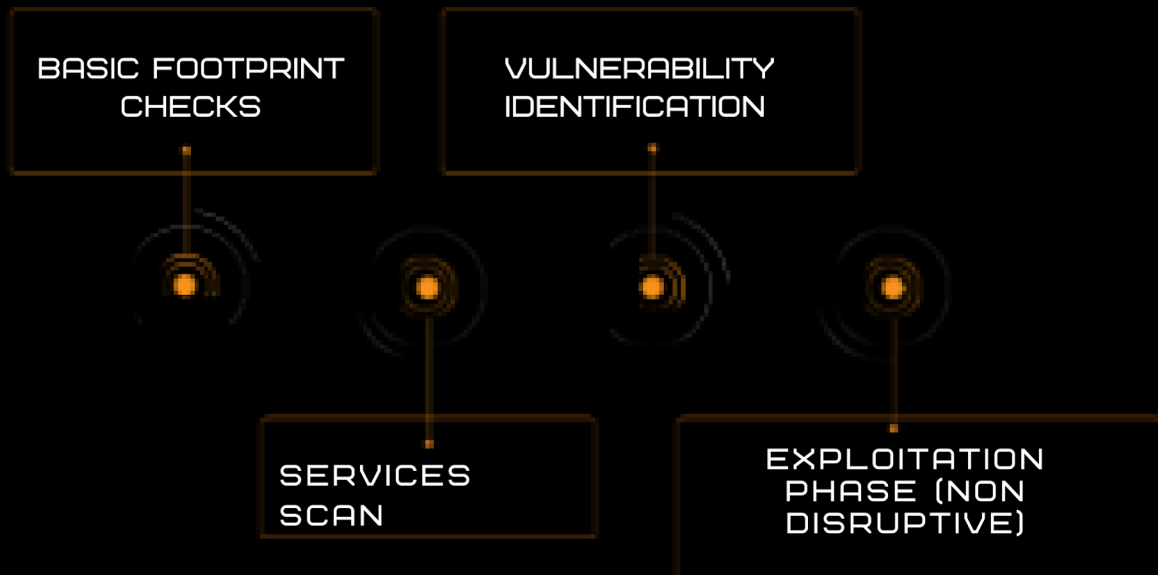 BASIC FOOTPRINT
CHECKS
VULNERABILITY
IDENTIFICATION
SERVICES
SCAN
EXPLOITATION
PHASE (NON
DISRUPTIVE)